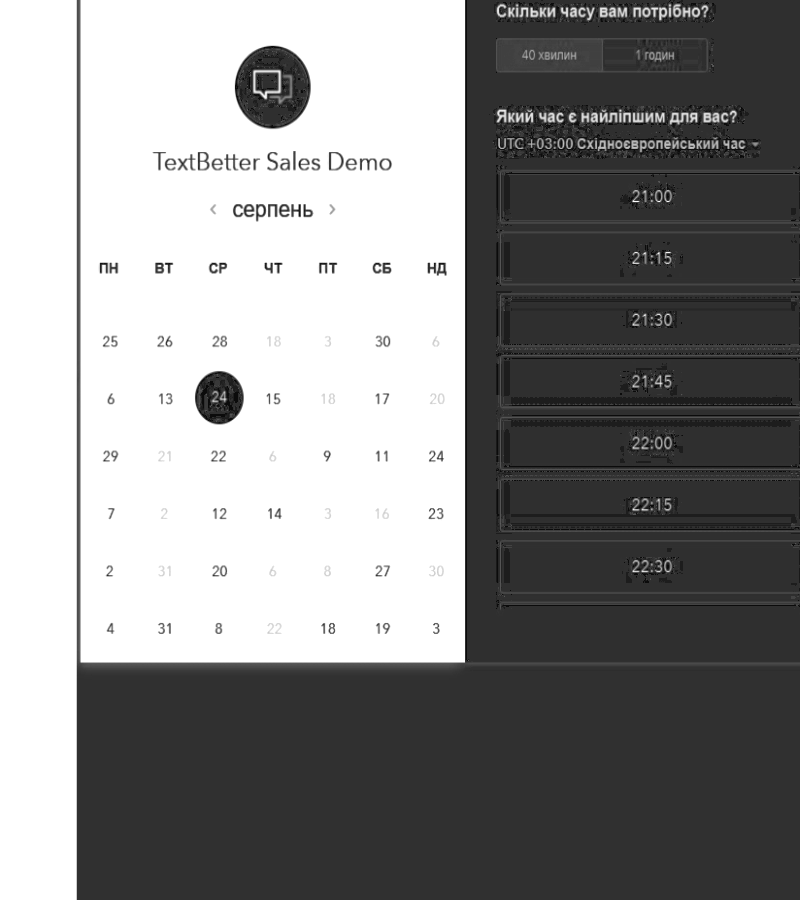 TextBetter Sales Demo
‹ серпень ›
ПН ВТ СР ЧТ ПТ СБ НД
25 26 28 18 3 30 6
6 13 24 15 18 17 20
29 21 22 6 9 11 24
7 2 12 14 3 16 23
2 31 20 6 8 27 30
4 31 8 22 18 19 3
Скільки часу вам потрібно?
40 хвилин 1 годин
Який час є найліпшим для вас?
UTC +03:00 Східноєвропейський час
21:00
21:15
21:30
21:45
22:00
22:15
22:30